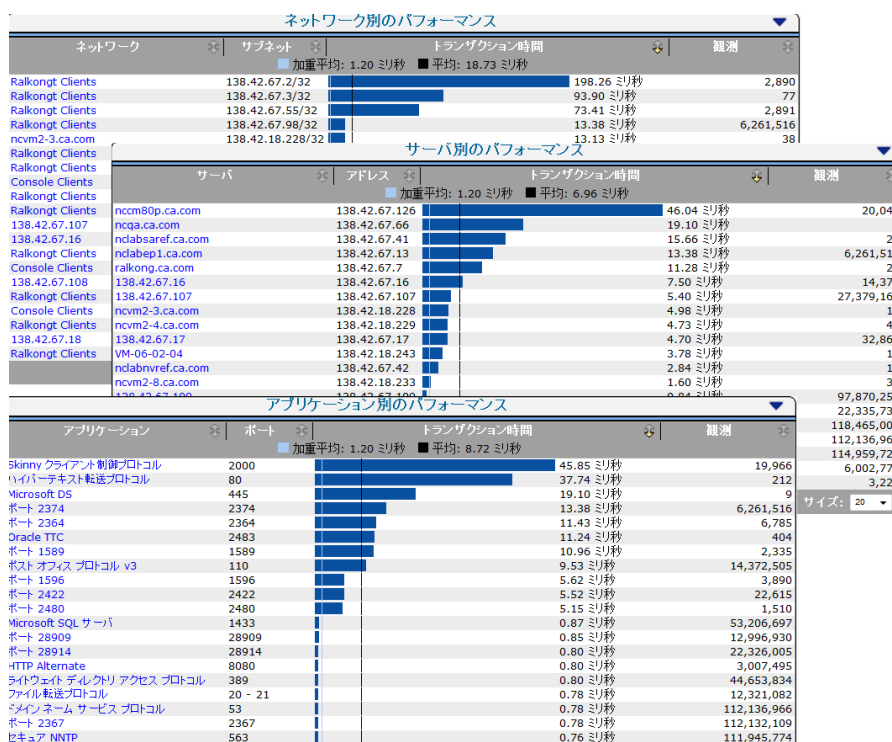 ネットワーク別のパフォーマンス
ネットワーク サブネット トランザクション時間 観測
加重平均: 1.20 ミリ秒 平均: 18.73 ミリ秒
Ralkongt Clients 138.42.67.2/32 198.26 ミリ秒 2,890
Ralkongt Clients 138.42.67.3/32 93.90 ミリ秒 77
Ralkongt Clients 138.42.67.55/32 73.41 ミリ秒 2,891
Ralkongt Clients 138.42.67.98/32 13.38 ミリ秒 6,261,516
ncvm2-3.ca.com 138.42.18.228/32 13.13 ミリ秒 38
Ralkongt Clients
Ralkongt Clients
Console Clients
Ralkongt Clients
Ralkongt Clients
138.42.67.107
138.42.67.16
Ralkongt Clients
Console Clients
138.42.67.108
Ralkongt Clients
Console Clients
Ralkongt Clients
138.42.67.18
Ralkongt Clients
サーバ別のパフォーマンス
サーバ アドレス トランザクション時間 観測
加重平均: 1.20 ミリ秒 平均: 6.96 ミリ秒
nccm80p.ca.com 138.42.67.126 46.04 ミリ秒 20,04
ncqa.ca.com 138.42.67.66 19.10 ミリ秒
nclabsaref.ca.com 138.42.67.41 15.66 ミリ秒 2
nclabep1.ca.com 138.42.67.13 13.38 ミリ秒 6,261,51
ralkong.ca.com 138.42.67.7 11.28 ミリ秒 2
138.42.67.16 138.42.67.16 7.50 ミリ秒 14,37
138.42.67.107 138.42.67.107 5.40 ミリ秒 27,379,16
ncvm2-3.ca.com 138.42.18.228 4.98 ミリ秒 1
ncvm2-4.ca.com 138.42.18.229 4.73 ミリ秒 4
138.42.67.17 138.42.67.17 4.70 ミリ秒 32,86
VM-06-02-04 138.42.18.243 3.78 ミリ秒 1
nclabnvref.ca.com 138.42.67.42 2.84 ミリ秒 1
ncvm2-8.ca.com 138.42.18.233 1.60 ミリ秒 3
97,870,25
22,335,73
118,465,00
112,136,96
114,959,72
6,002,77
3,22
サイズ: 20
アプリケーション別のパフォーマンス
アプリケーション ポート トランザクション時間 観測
加重平均: 1.20 ミリ秒 平均: 8.72 ミリ秒
Skinny クライアント制御プロトコル 2000 45.85 ミリ秒 19,966
ハイパーテキスト転送プロトコル 80 37.74 ミリ秒 212
Microsoft DS 445 19.10 ミリ秒 9
ポート 2374 2374 13.38 ミリ秒 6,261,516
ポート 2364 2364 11.43 ミリ秒 6,785
Oracle TTC 2483 11.24 ミリ秒 404
ポート 1589 1589 10.96 ミリ秒 2,335
ポスト オフィス プロトコル v3 110 9.53 ミリ秒 14,372,505
ポート 1596 1596 5.62 ミリ秒 3,890
ポート 2422 2422 5.52 ミリ秒 22,615
ポート 2480 2480 5.15 ミリ秒 1,510
Microsoft SQL サーバ 1433 0.87 ミリ秒 53,206,697
ポート 28909 28909 0.85 ミリ秒 12,996,930
ポート 28914 28914 0.80 ミリ秒 22,326,005
HTTP Alternate 8080 0.80 ミリ秒 3,007,495
ライトウェイト ディレクトリ アクセス プロトコル 389 0.80 ミリ秒 44,653,834
ファイル転送プロトコル 20 - 21 0.78 ミリ秒 12,321,082
ドメイン ネーム サービス プロトコル 53 0.78 ミリ秒 112,136,966
ポート 2367 2367 0.78 ミリ秒 112,132,109
セキュア NNTP 563 0.76 ミリ秒 111,945,774